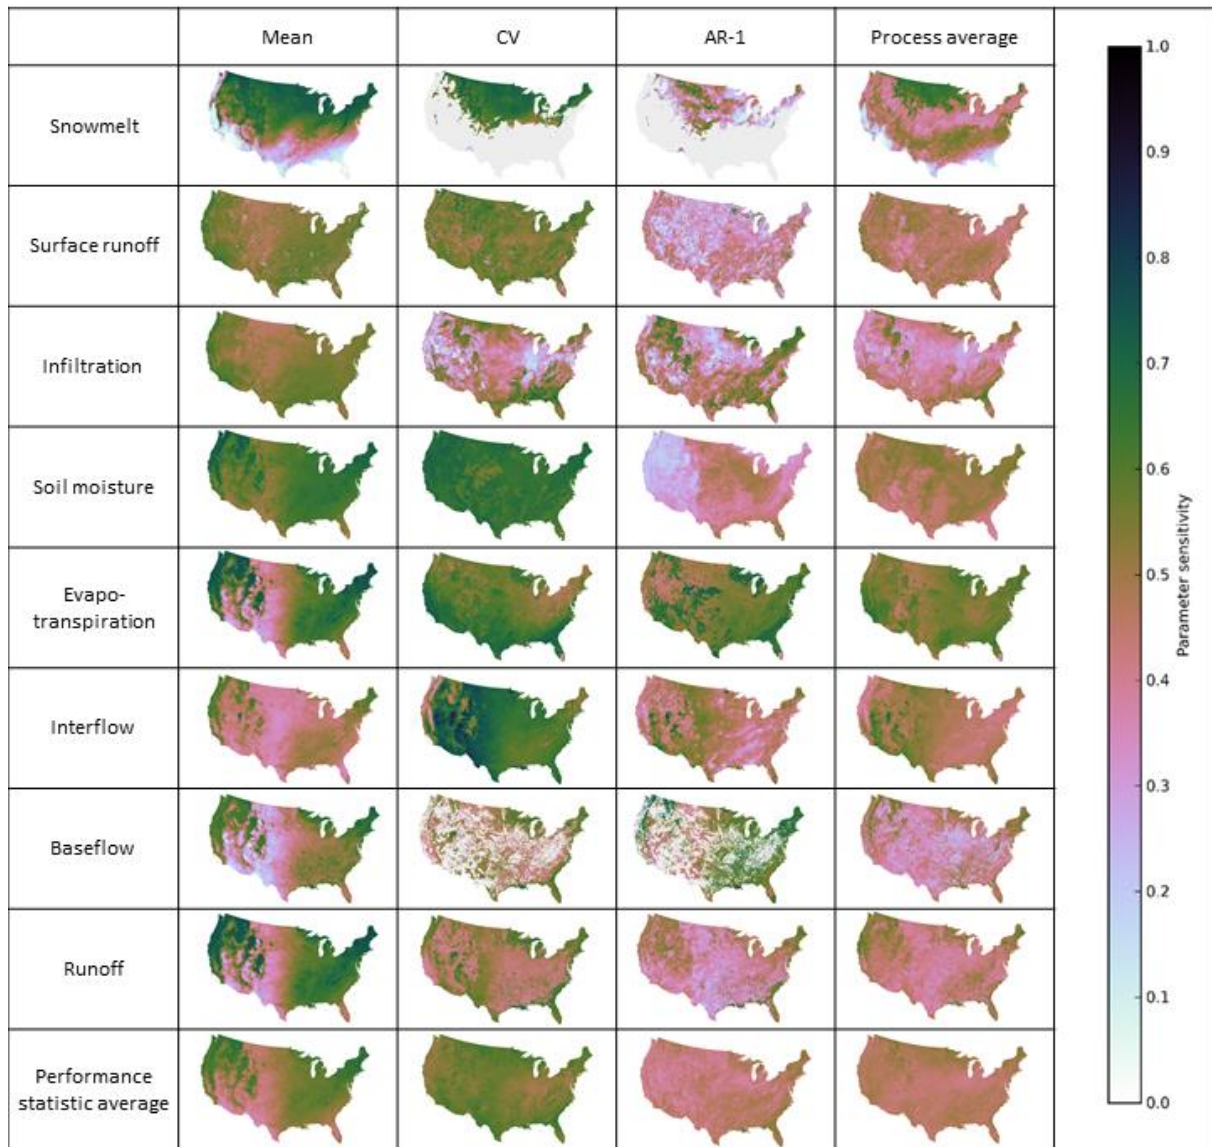 Mean CV AR-1 Process average
Snowmelt
Surface runoff
Infiltration
Soil moisture
Evapo-
transpiration
Interflow
Baseflow
Runoff
Performance
statistic average
1.0
0.9
0.8
0.7
0.6
0.5
0.4
0.3
0.2
0.1
0.0
Parameter sensitivity